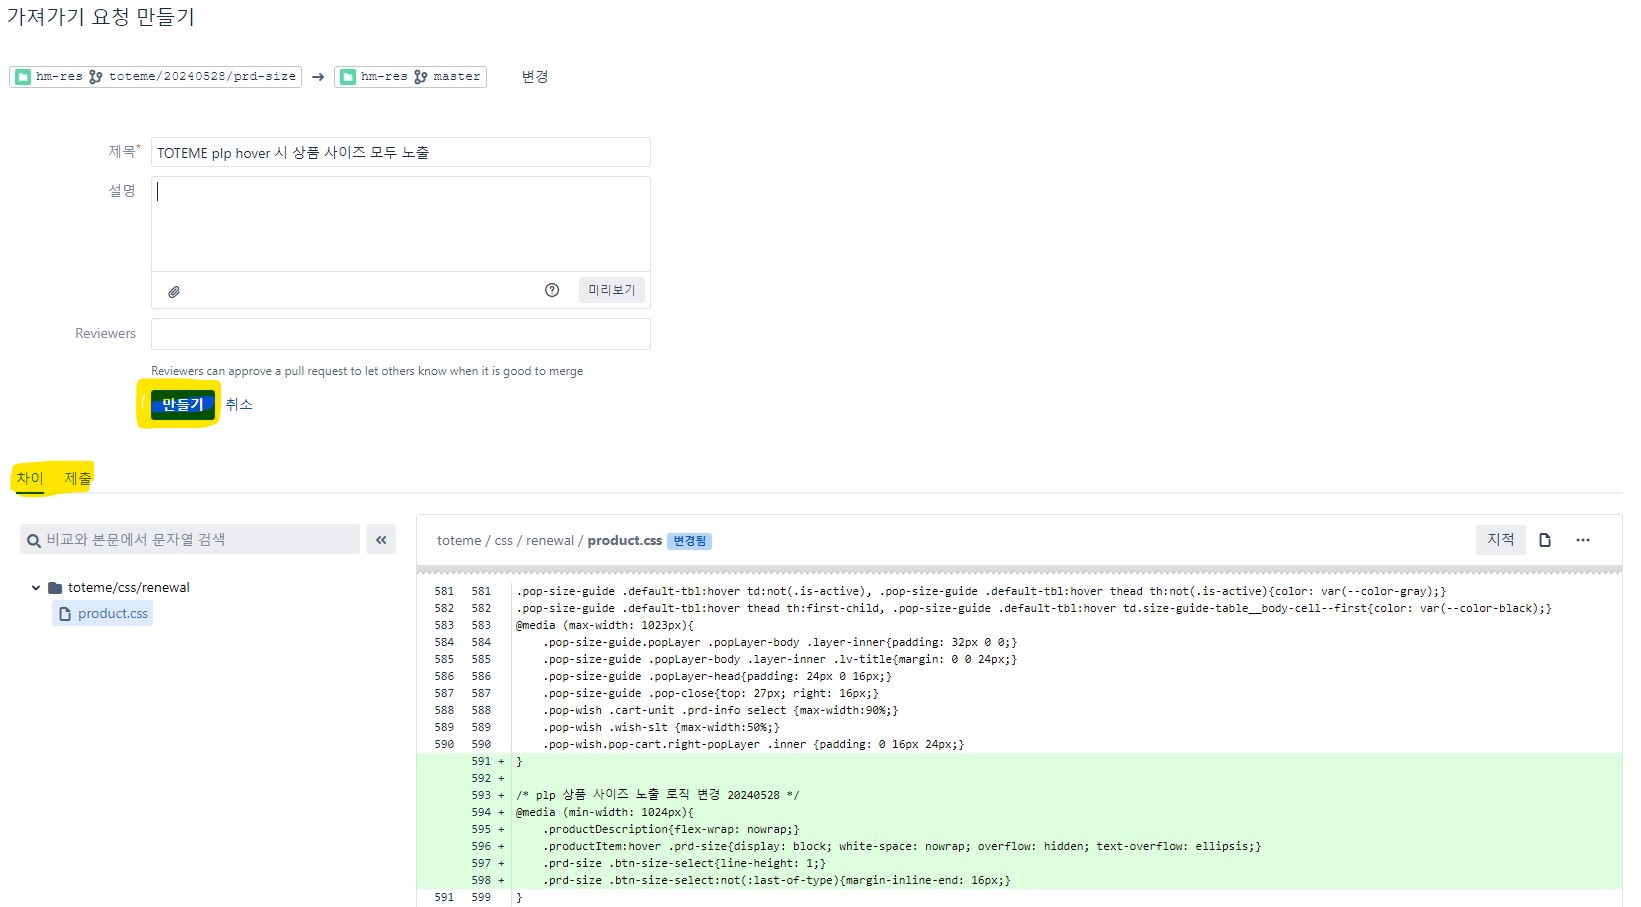 가져가기 요청 만들기
hm-res toteme/20240528/prd-size → hm-res master 변경
제목* TOTEME plp hover 시 상품 사이즈 모두 노출
설명
미리보기
Reviewers
Reviewers can approve a pull request to let others know when it is good to merge
만들기 취소
차이 제출
비교와 본문에서 문자열 검색
toteme/css/renewal
product.css
toteme / css / renewal / product.css 변경됨 지적
581 581 .pop-size-guide .default-tbl:hover td:not(.is-active), .pop-size-guide .default-tbl:hover thead th:not(.is-active){color: var(--color-gray);}
582 582 .pop-size-guide .default-tbl:hover thead th:first-child, .pop-size-guide .default-tbl:hover td.size-guide-table__body-cell--first{color: var(--color-black);}
583 583 @media (max-width: 1023px){
584 584 .pop-size-guide.popLayer .popLayer-body .layer-inner{padding: 32px 0 0;}
585 585 .pop-size-guide .popLayer-body .layer-inner .lv-title{margin: 0 0 24px;}
586 586 .pop-size-guide .popLayer-head{padding: 24px 0 16px;}
587 587 .pop-size-guide .pop-close{top: 27px; right: 16px;}
588 588 .pop-wish .cart-unit .prd-info select {max-width:90%;}
589 589 .pop-wish .wish-slt {max-width:50%;}
590 590 .pop-wish.pop-cart.right-popLayer .inner {padding: 0 16px 24px;}
591 + }
592 +
593 + /* plp 상품 사이즈 노출 로직 변경 20240528 */
594 + @media (min-width: 1024px){
595 + .productDescription{flex-wrap: nowrap;}
596 + .productItem:hover .prd-size{display: block; white-space: nowrap; overflow: hidden; text-overflow: ellipsis;}
597 + .prd-size .btn-size-select{line-height: 1;}
598 + .prd-size .btn-size-select:not(:last-of-type){margin-inline-end: 16px;}
591 599 }